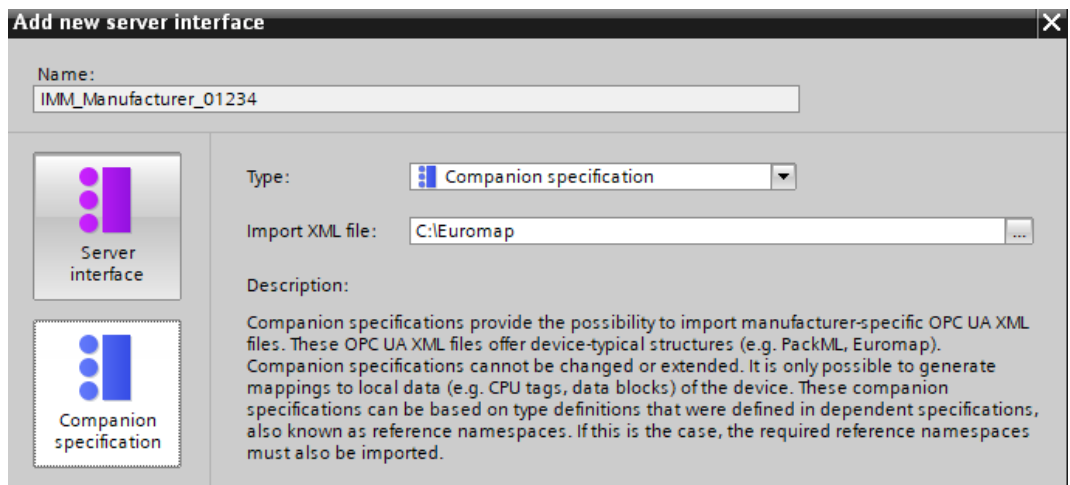 Add new server interface
Name:
IMM_Manufacturer_01234
Server
interface
Companion
specification
Type:
Companion specification
Import XML file:
C:\Euromap
...
Description:
Companion specifications provide the possibility to import manufacturer-specific OPC UA XML
files. These OPC UA XML files offer device-typical structures (e.g. PackML, Euromap).
Companion specifications cannot be changed or extended. It is only possible to generate
mappings to local data (e.g. CPU tags, data blocks) of the device. These companion
specifications can be based on type definitions that were defined in dependent specifications,
also known as reference namespaces. If this is the case, the required reference namespaces
must also be imported.